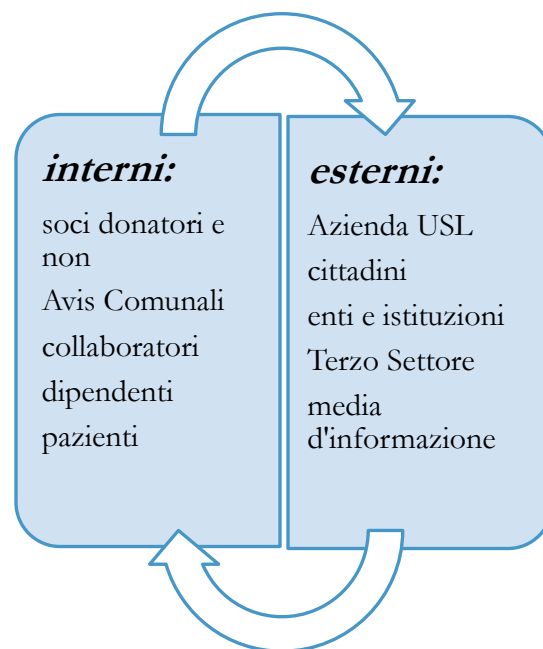 interni:
soci donatori e
non
Avis Comunali
collaboratori
dipendenti
pazienti
esterni:
Azienda USL
cittadini
enti e istituzioni
Terzo Settore
media
d'informazione